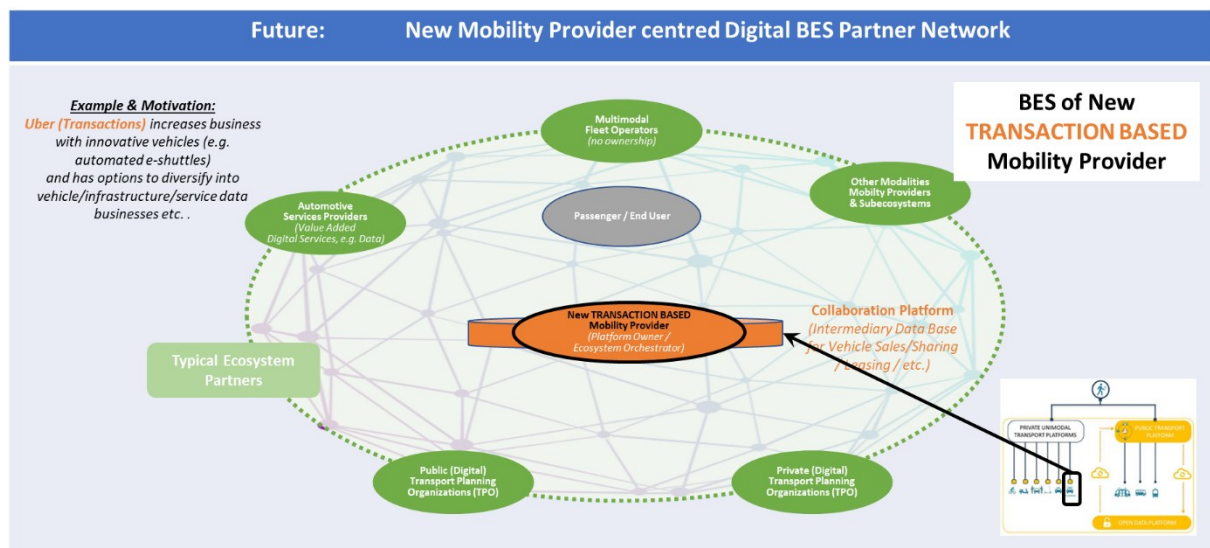 Future: New Mobility Provider centred Digital BES Partner Network
Example & Motivation:
Uber (Transactions) increases business
with innovative vehicles (e.g.
automated e-shuttles)
and has options to diversify into
vehicle/infrastructure/service data
businesses etc. .
BES of New
TRANSACTION BASED
Mobility Provider
Multimodal
Fleet Operators
(no ownership)
Other Modalities
Mobilty Providers
& Subecosystems
Automotive
Services Providers
(Value Added
Digital Services, e.g. Data)
Passenger / End User
New TRANSACTION BASED
Mobility Provider
(Platform Owner /
Ecosystem Orchestrator)
Collaboration Platform
(Intermediary Data Base
for Vehicle Sales/Sharing
/ Leasing / etc.)
Typical Ecosystem
Partners
Public (Digital)
Transport Planning
Organizations (TPO)
Private (Digital)
Transport Planning
Organizations (TPO)
PRIVATE UNIMODAL
TRANSPORT PLATFORMS
PUBLIC TRANSPORT
PLATFORM
OPEN DATA PLATFORM